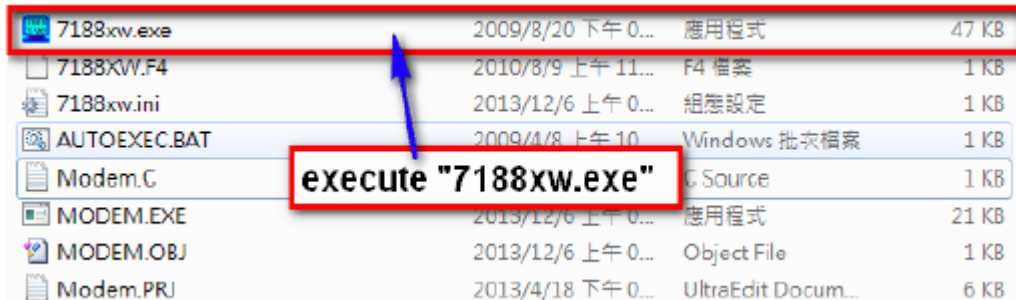 7188xw.exe 2009/8/20 下午 0... 應用程式 47 KB
7188XW.F4 2010/8/9 上午 11... F4 檔案 1 KB
7188xw.ini 2013/12/6 上午 0... 組態設定 1 KB
AUTOEXEC.BAT 2009/4/8 上午 10... Windows 批次檔案 1 KB
Modem.C C Source 1 KB
execute "7188xw.exe"
MODEM.EXE 2013/12/6 上午 0... 應用程式 21 KB
MODEM.OBJ 2013/12/6 上午 0... Object File 1 KB
Modem.PRJ 2013/4/18 下午 0... UltraEdit Docum... 6 KB